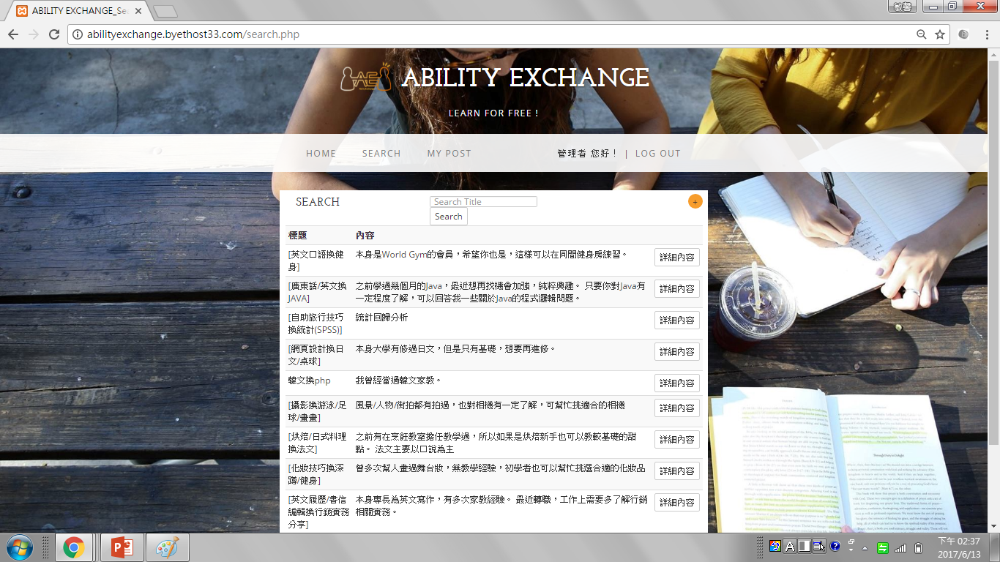 ABILITY EXCHANGE_Sea
敏馨
abilityexchange.byethost33.com/search.php
ABILITY EXCHANGE
LEARN FOR FREE !
HOME SEARCH MY POST 管理者 您好！ | LOG OUT
SEARCH Search Title +
Search
標題 內容
[英文口語換健 本身是World Gym的會員，希望你也是，這樣可以在同間健身房練習。 詳細內容
身]
[廣東話/英文換 之前學過幾個月的Java，最近想再找機會加強，純粹興趣。 只要你對Java有 詳細內容
JAVA] 一定程度了解，可以回答我一些關於Java的程式邏輯問題。
[自助旅行技巧 統計回歸分析 詳細內容
換統計(SPSS)]
[網頁設計換日 本身大學有修過日文，但是只有基礎，想要再進修。 詳細內容
文/桌球]
韓文換php 我曾經當過韓文家教。 詳細內容
[攝影換游泳/足 風景/人物/街拍都有拍過，也對相機有一定了解，可幫忙挑適合的相機 詳細內容
球/繪畫]
[烘焙/日式料理 有在烹飪教室擔任教學過，所以如果是烘焙新手也可以教較基礎的甜 詳細內容
換法文] 點。 法文主要以口說為主
[山/彩妝換深 曾多次幫人畫過舞台妝，無教學經驗，初學者也可以幫忙挑選合適的化妝品 詳細內容
蹲/健身]
[英文寫作/書信 本身專長為英文寫作，有多次家教經驗。 最近轉職，工作上需要多了解行銷 詳細內容
編輯換行銷實務 相關實務。
分享]
下午 02:37
2017/6/13